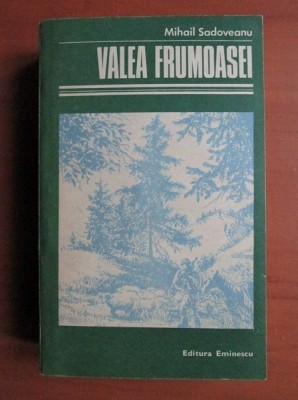 Mihail Sadoveanu
VALEA FRUMOASEI
Editura Eminescu